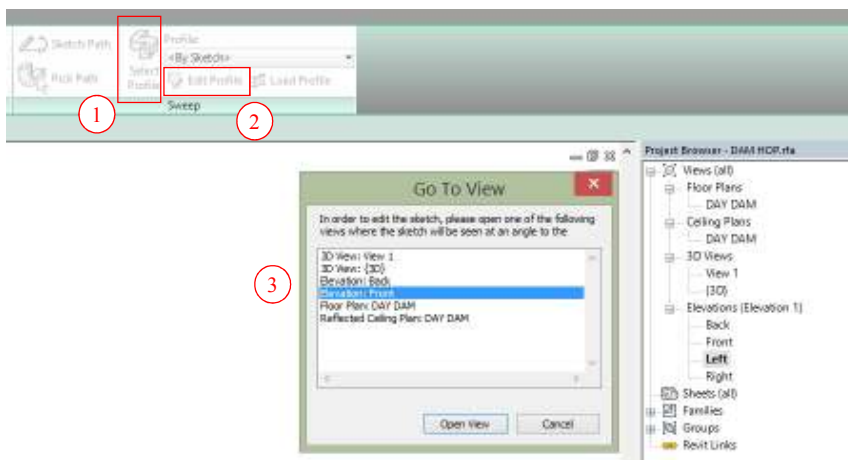 Sketch Path
Pick Path
Select Profile
Profile:
<By Sketch>
Edit Profile
Load Profile
Sweep
1
2
3
Go To View
In order to edit the sketch, please open one of the following
views where the sketch will be seen at an angle to the
3D View: View 1
3D View: {3D}
Elevation: Back
Elevation: Front
Floor Plan: DAY DAM
Reflected Ceiling Plan: DAY DAM
Open View
Cancel
Project Browser - DAM HOP.rfa
Views (all)
Floor Plans
DAY DAM
Ceiling Plans
DAY DAM
3D Views
View 1
{3D}
Elevations (Elevation 1)
Back
Front
Left
Right
Sheets (all)
Families
Groups
Revit Links